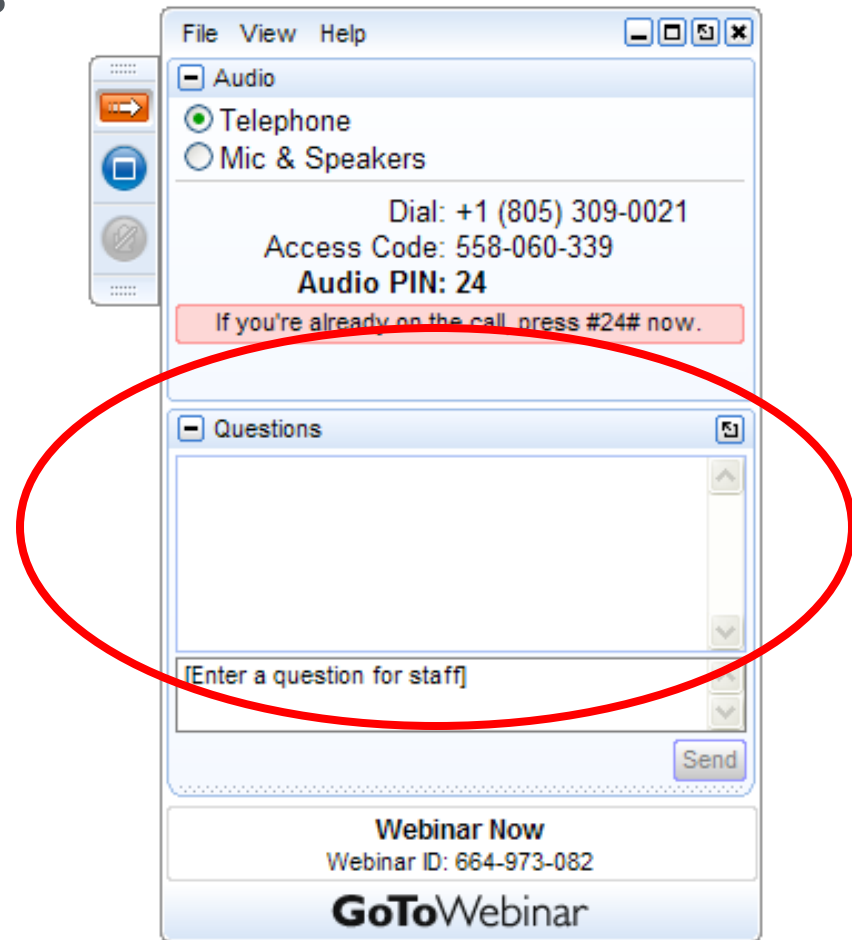 File View Help
Audio
Telephone
Mic & Speakers
Dial: +1 (805) 309-0021
Access Code: 558-060-339
Audio PIN: 24
If you're already on the call, press #24# now.
Questions
[Enter a question for staff]
Send
Webinar Now
Webinar ID: 664-973-082
GoToWebinar